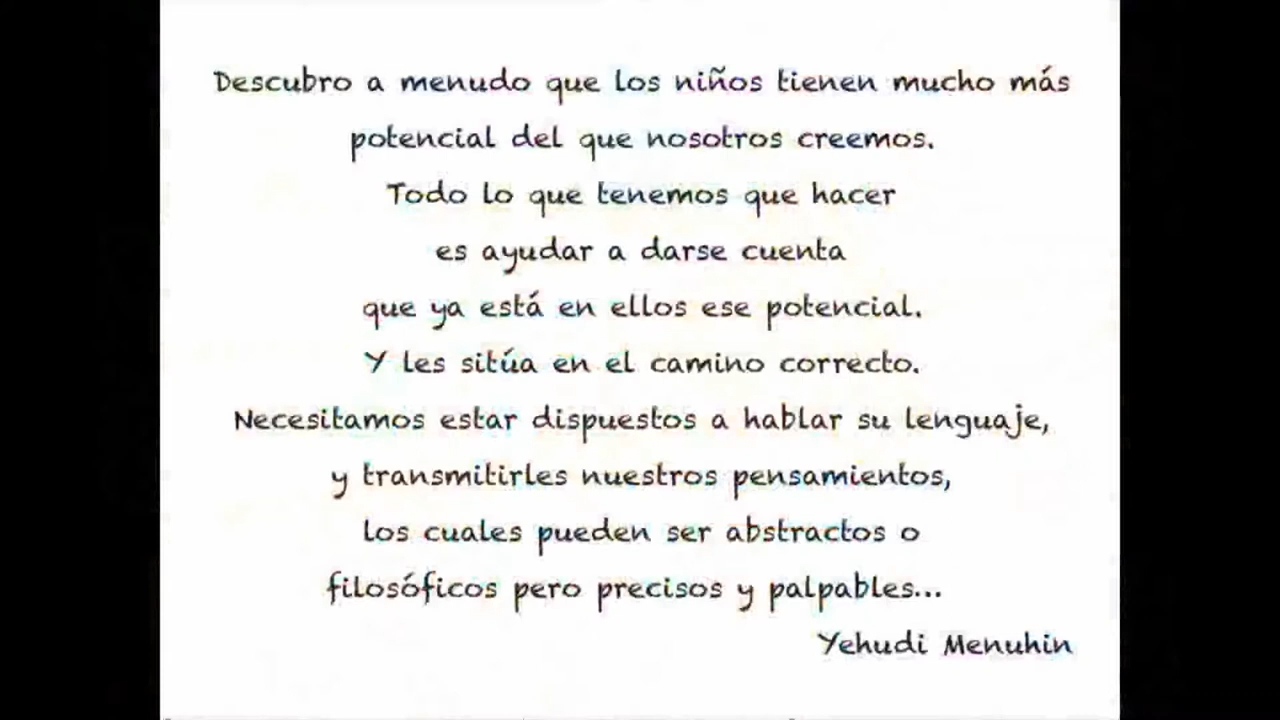 Descubro a menudo que los niños tienen mucho más
potencial del que nosotros creemos.
Todo lo que tenemos que hacer
es ayudar a darse cuenta
que ya está en ellos ese potencial.
Y les sitúa en el camino correcto.
Necesitamos estar dispuestos a hablar su lenguaje,
y transmitirles nuestros pensamientos,
los cuales pueden ser abstractos o
filosóficos pero precisos y palpables...
Yehudi Menuhin